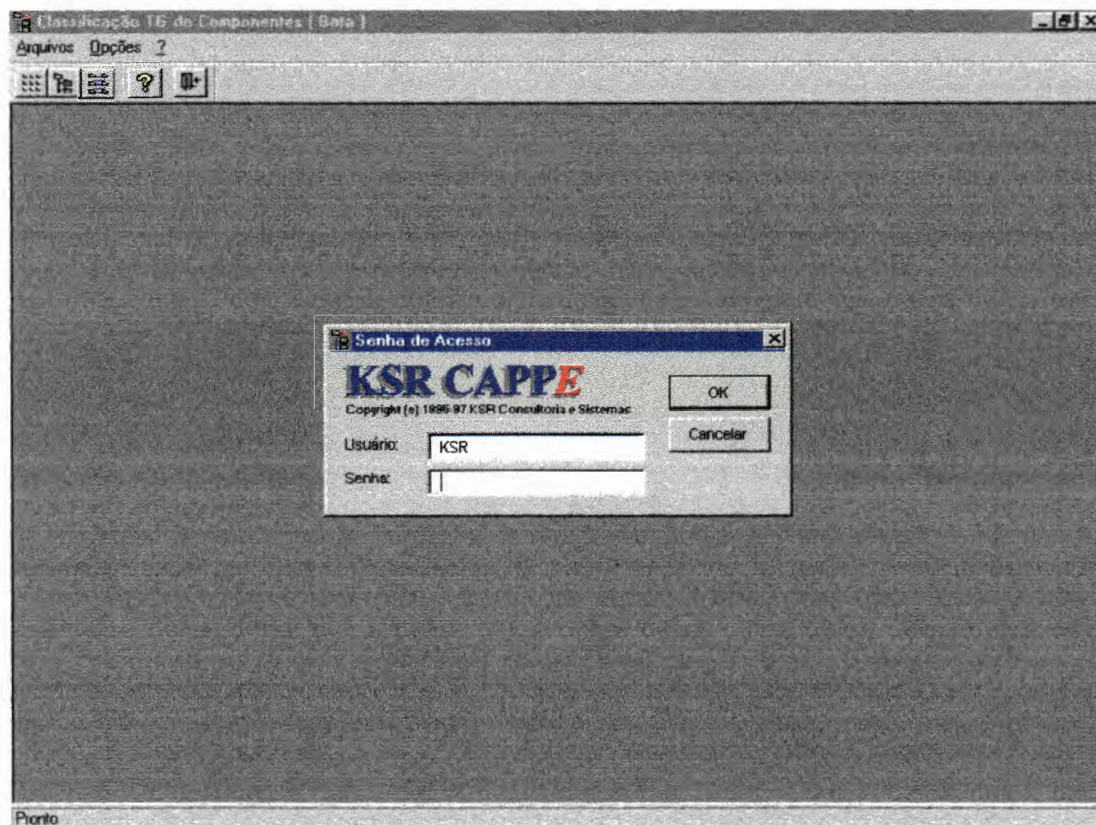 Classificação TG de Componentes ( Beta )
Arquivos Opções ?
Senha de Acesso
KSR CAPPE
Copyright (c) 1996-97 KSR Consultoria e Sistemas
OK
Usuário: KSR
Cancelar
Senha:
Pronto